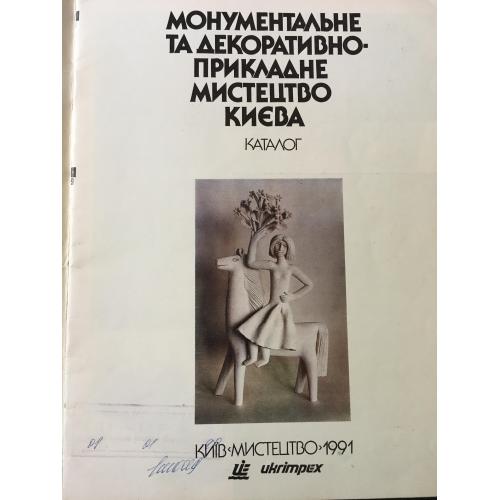 МОНУМЕНТАЛЬНЕ
ТА ДЕКОРАТИВНО-
ПРИКЛАДНЕ
МИСТЕЦТВО
КИЄВА
КАТАЛОГ
КИЇВ «МИСТЕЦТВО» 1991
ukrimpex